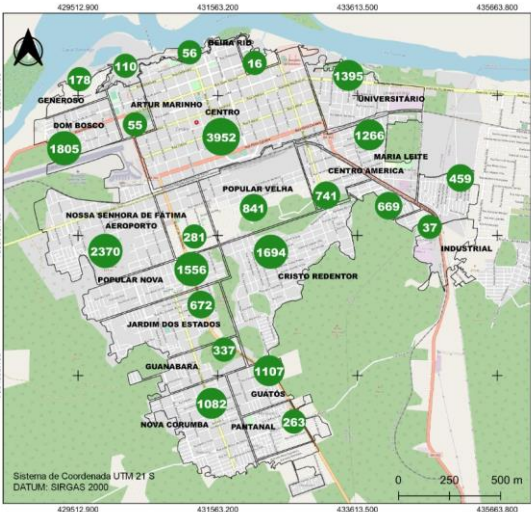 429512.900 431563.200 433613.500 435663.800
BEIRA RIO
56
110
16
178
1395
GENEROSO
UNIVERSITÁRIO
ARTUR MARINHO
CENTRO
DOM BOSCO
55
1266
3952
1805
MARIA LEITE
CENTRO AMERICA
459
POPULAR VELHA
741
841
669
NOSSA SENHORA DE FÁTIMA
AEROPORTO
37
281
2370
INDUSTRIAL
1694
1556
CRISTO REDENTOR
POPULAR NOVA
672
JARDIM DOS ESTADOS
337
GUANABARA
1107
GUATÓS
1082
263
NOVA CORUMBA
PANTANAL
Sistema de Coordenada UTM 21 S
DATUM: SIRGAS 2000
0 250 500 m
429512.900 431563.200 433613.500 435663.800